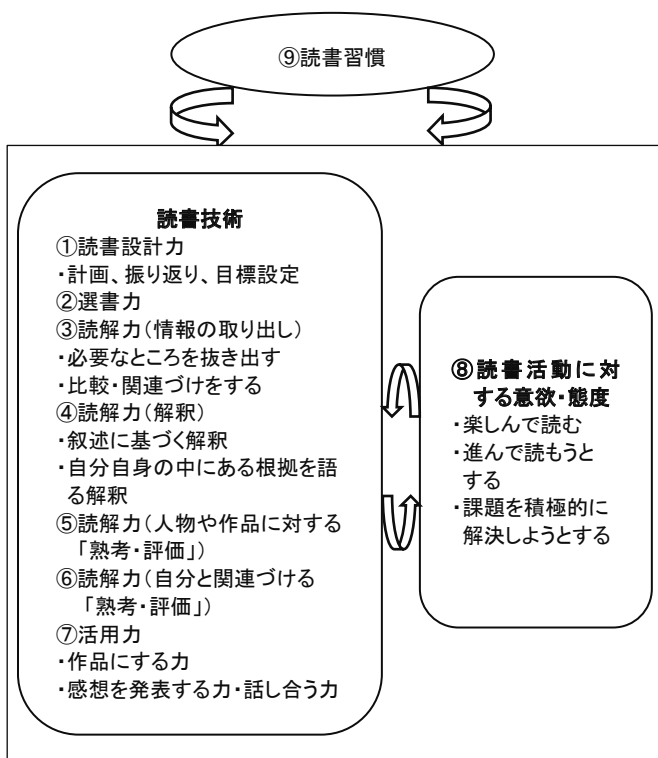 ⑨読書習慣
読書技術
①読書設計力
・計画、振り返り、目標設定
②選書力
③読解力(情報の取り出し)
・必要なところを抜き出す
・比較・関連づけをする
④読解力(解釈)
・叙述に基づく解釈
・自分自身の中にある根拠を語
る解釈
⑤読解力(人物や作品に対する
「熟考・評価」)
⑥読解力(自分と関連づける
「熟考・評価」)
⑦活用力
・作品にする力
・感想を発表する力・話し合う力
⑧読書活動に対
する意欲・態度
・楽しんで読む
・進んで読もうと
する
・課題を積極的に
解決しようとする